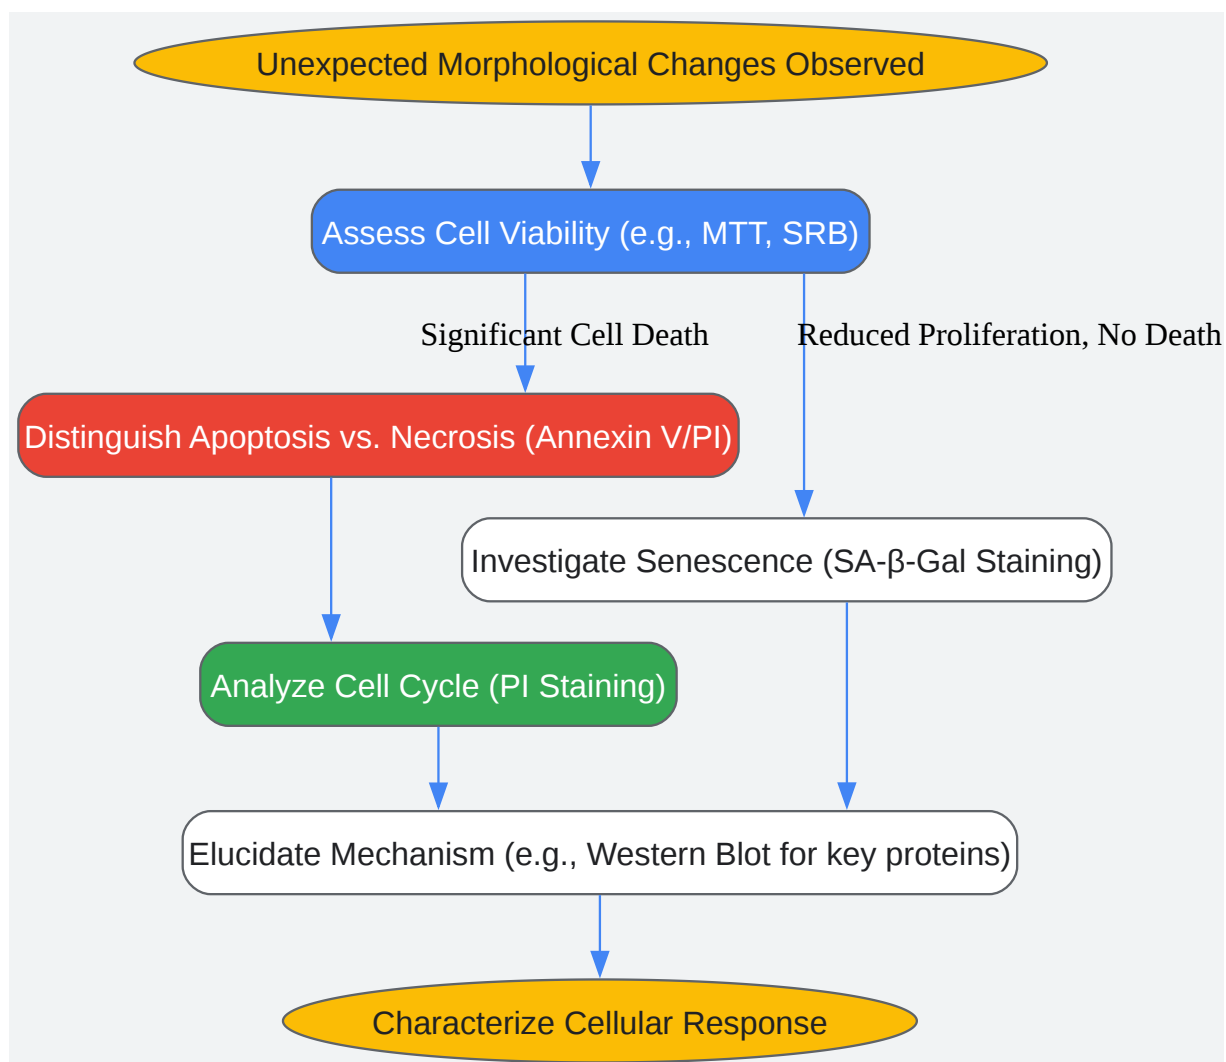 Unexpected Morphological Changes Observed
Assess Cell Viability (e.g., MTT, SRB)
Significant Cell Death
Reduced Proliferation, No Death
Distinguish Apoptosis vs. Necrosis (Annexin V/PI)
Investigate Senescence (SA-β-Gal Staining)
Analyze Cell Cycle (PI Staining)
Elucidate Mechanism (e.g., Western Blot for key proteins)
Characterize Cellular Response